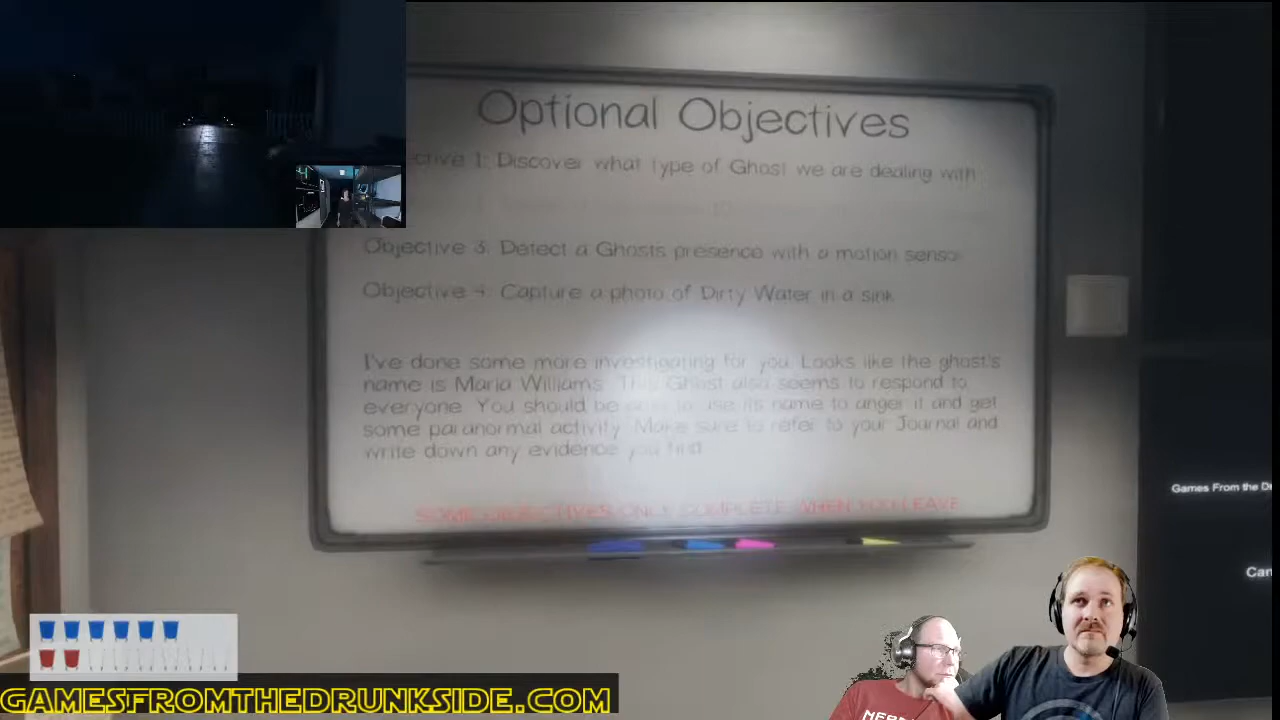 Optional Objectives
ctive 1: Discover what type of Ghost we are dealing with
Objective 3: Detect a Ghosts presence with a motion sensor
Objective 4: Capture a photo of Dirty Water in a sink
I've done some more investigating for you. Looks like the ghost's
name is Maria Williams. This Ghost also seems to respond to
everyone. You should be able to use its name to anger it and get
some paranormal activity. Make sure to refer to your Journal and
write down any evidence you find
SOME OBJECTIVES ONLY COMPLETE WHEN YOU LEAVE
Games From the D
Can
GAMESFROMTHEDRUNKSIDE.COM